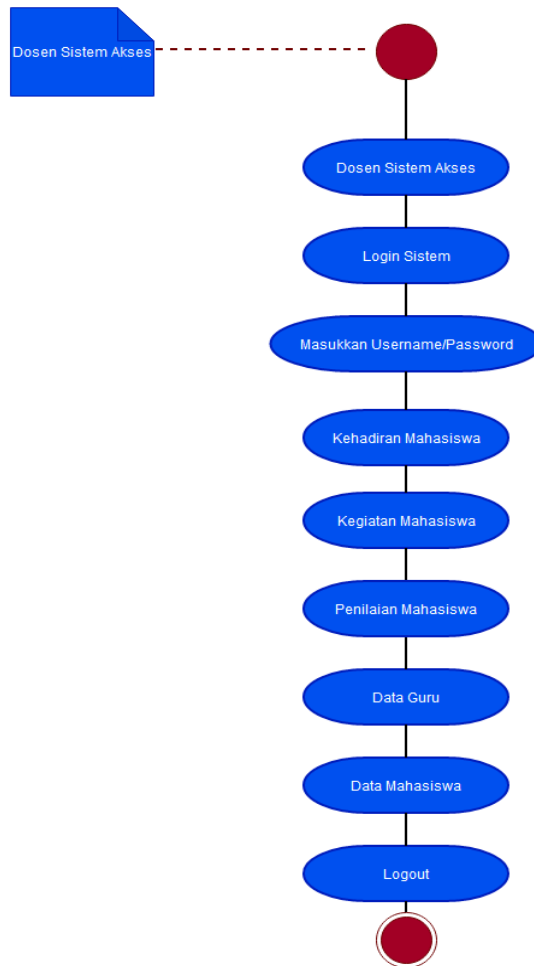 Dosen Sistem Akses
Dosen Sistem Akses
Login Sistem
Masukkan Username/Password
Kehadiran Mahasiswa
Kegiatan Mahasiswa
Penilaian Mahasiswa
Data Guru
Data Mahasiswa
Logout